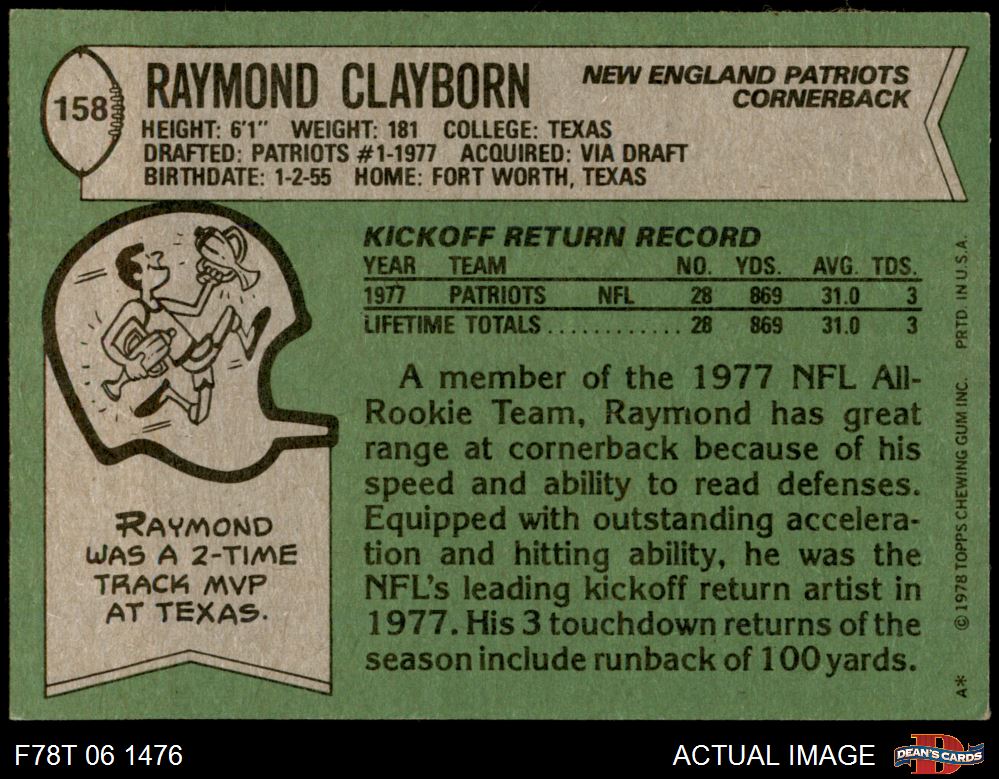 158
RAYMOND CLAYBORN
NEW ENGLAND PATRIOTS
CORNERBACK
HEIGHT: 6'1" WEIGHT: 181 COLLEGE: TEXAS
DRAFTED: PATRIOTS #1-1977 ACQUIRED: VIA DRAFT
BIRTHDATE: 1-2-55 HOME: FORT WORTH, TEXAS
KICKOFF RETURN RECORD
YEAR TEAM NO. YDS. AVG. TDS.
1977 PATRIOTS NFL 28 869 31.0 3
LIFETIME TOTALS............ 28 869 31.0 3
A member of the 1977 NFL All-
Rookie Team, Raymond has great
range at cornerback because of his
speed and ability to read defenses.
Equipped with outstanding accelera-
tion and hitting ability, he was the
NFL's leading kickoff return artist in
1977. His 3 touchdown returns of the
season include runback of 100 yards.
RAYMOND
WAS A 2-TIME
TRACK MVP
AT TEXAS.
A* ©1978 TOPPS CHEWING GUM INC. PRTD. IN U.S.A.
F78T 06 1476
ACTUAL IMAGE
DEAN'S CARDS